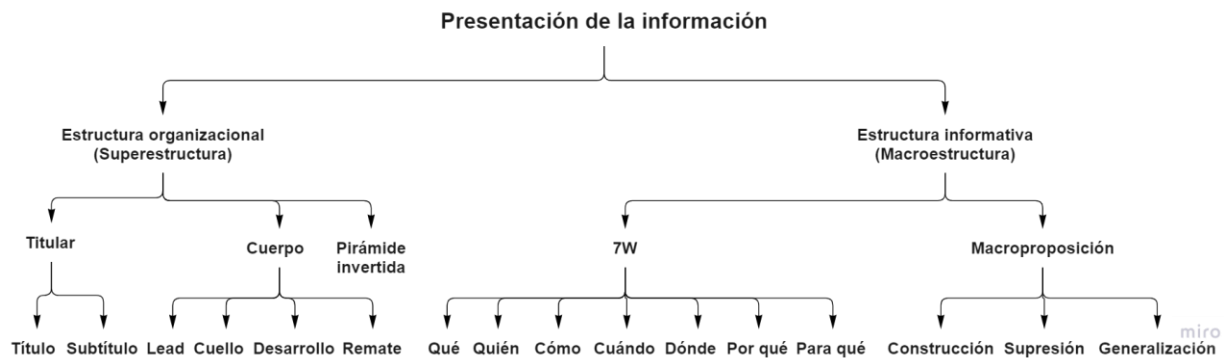 Presentación de la información
Estructura organizacional
(Superestructura)
Estructura informativa
(Macroestructura)
Titular
Cuerpo
Pirámide
invertida
7W
Macroproposición
Título
Subtítulo
Lead
Cuello
Desarrollo
Remate
Qué
Quién
Cómo
Cuándo
Dónde
Por qué
Para qué
Construcción
Supresión
Generalización
miro